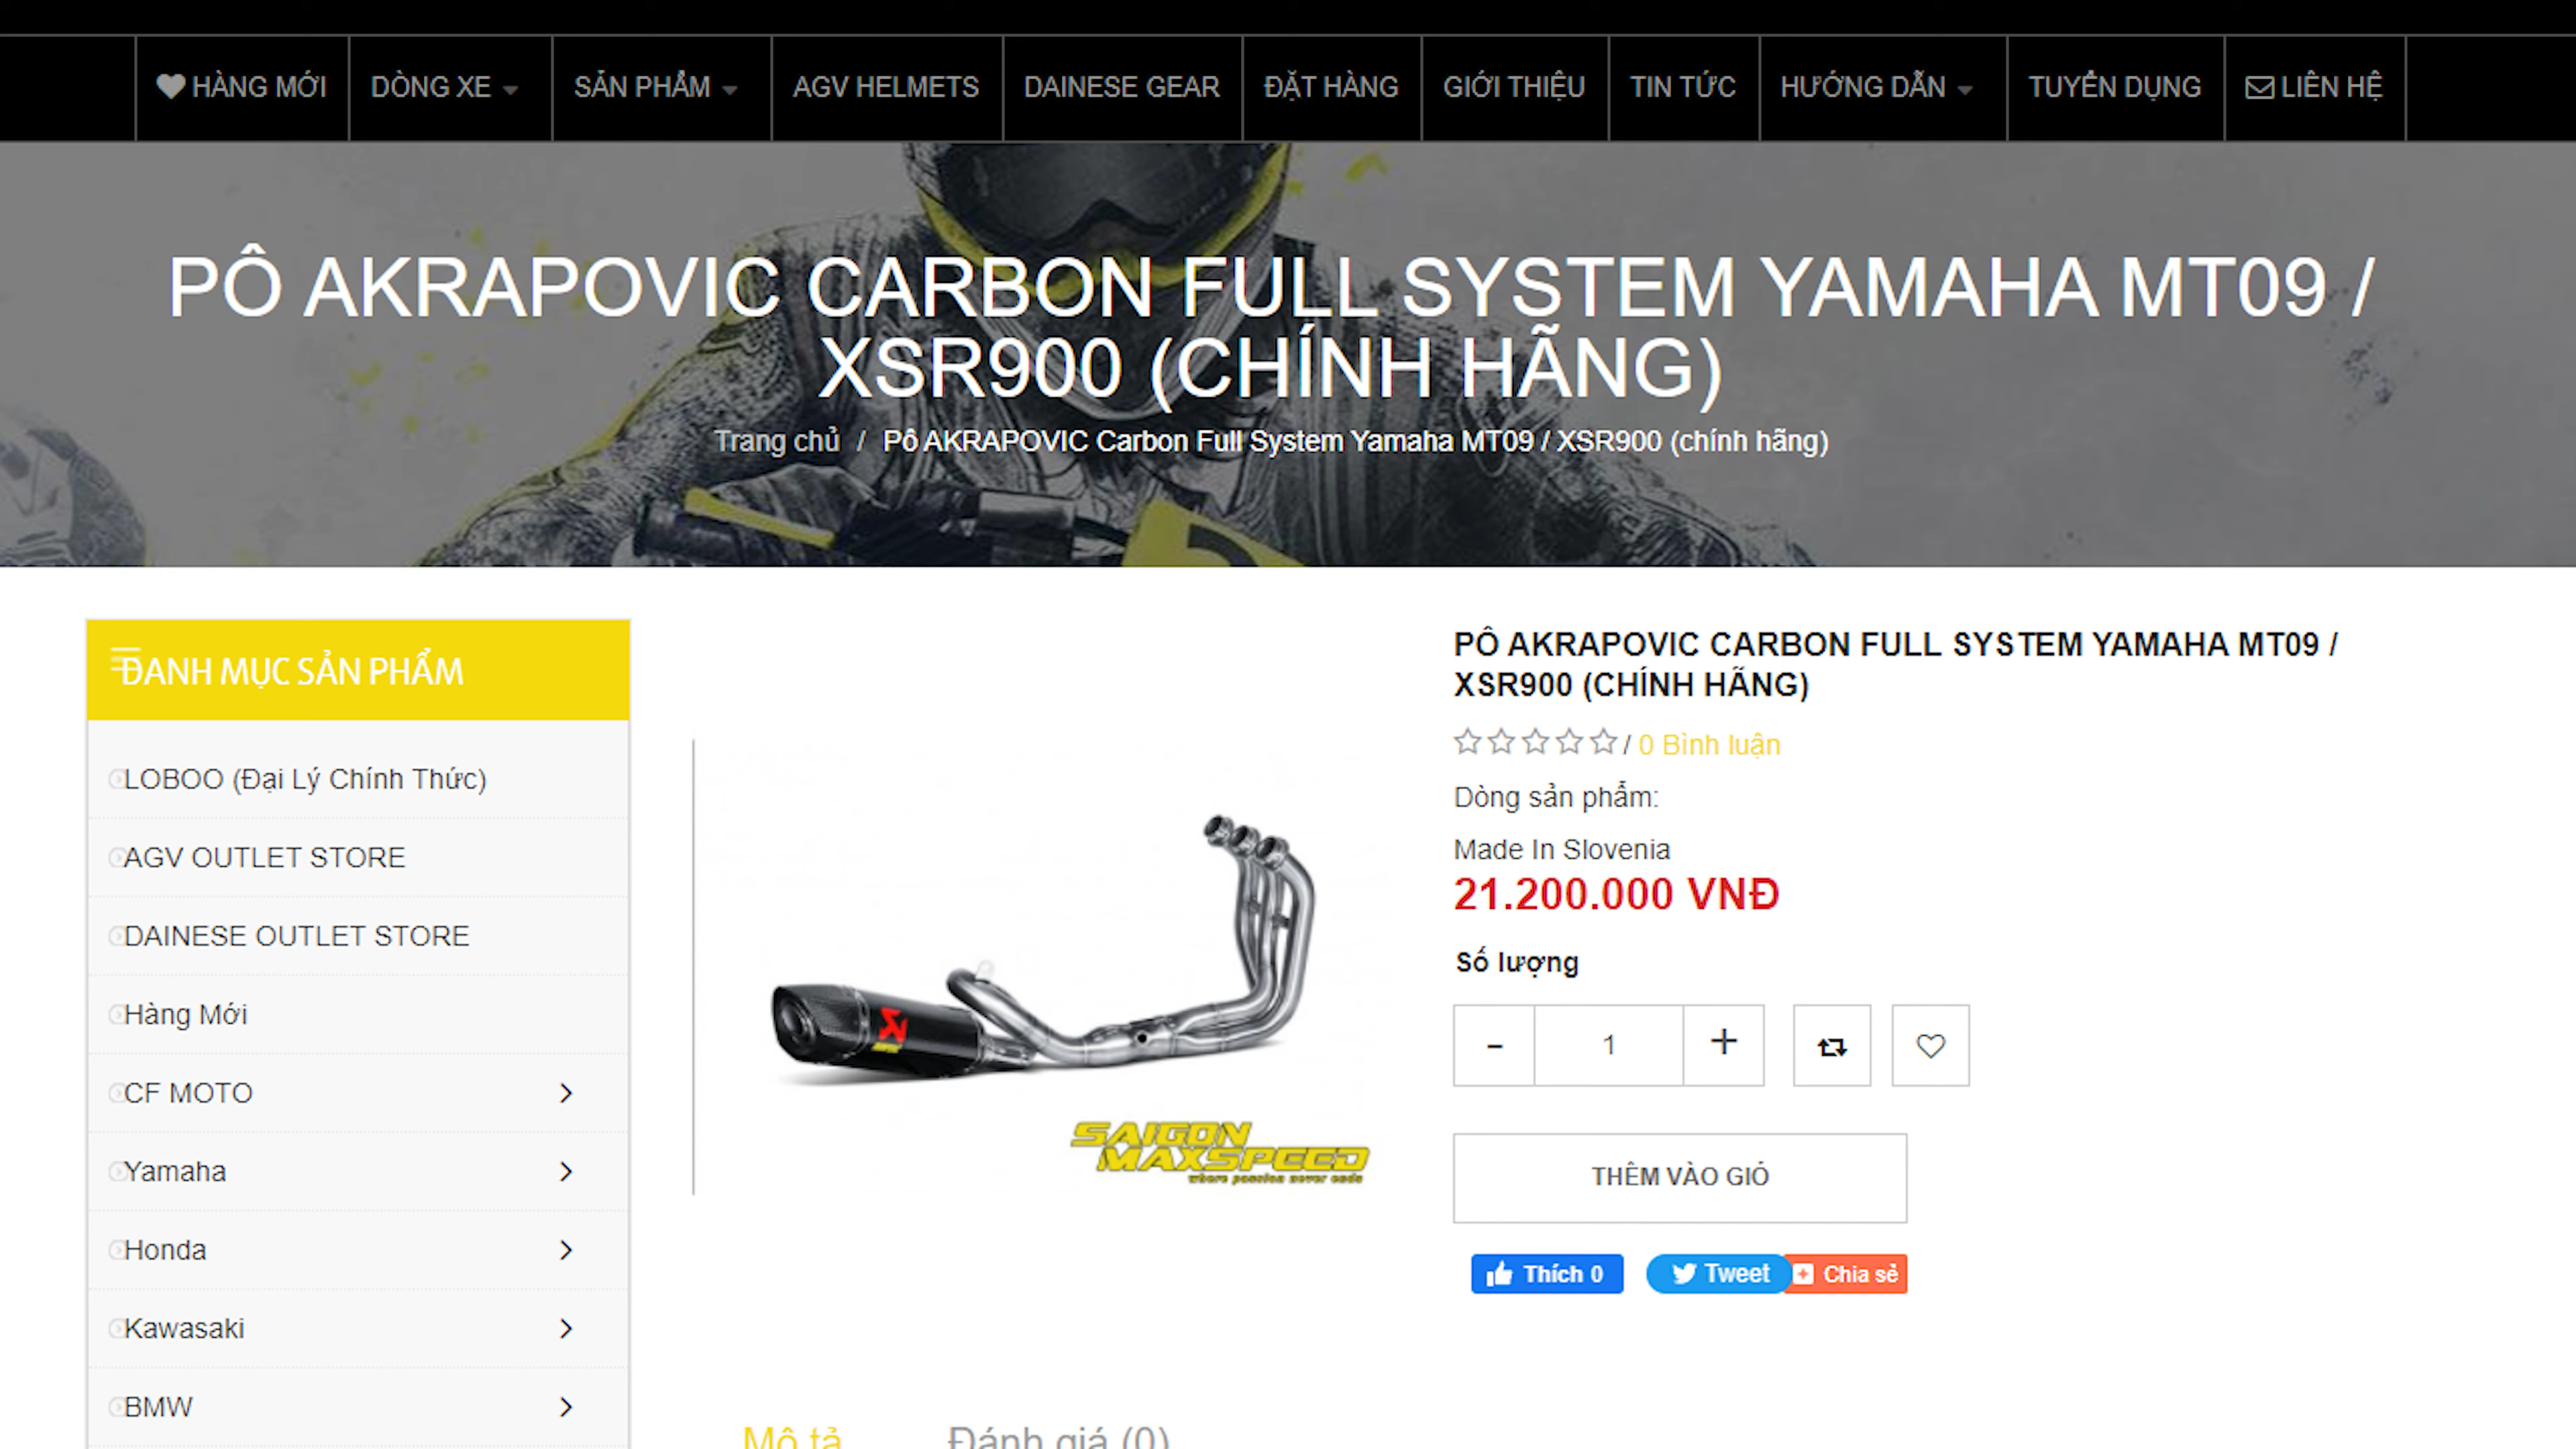 HÀNG MỚI
DÒNG XE
SẢN PHẨM
AGV HELMETS
DAINESE GEAR
ĐẶT HÀNG
GIỚI THIỆU
TIN TỨC
HƯỚNG DẪN
TUYỂN DỤNG
LIÊN HỆ
PÔ AKRAPOVIC CARBON FULL SYSTEM YAMAHA MT09 /
XSR900 (CHÍNH HÃNG)
Trang chủ / Pô AKRAPOVIC Carbon Full System Yamaha MT09 / XSR900 (chính hãng)
DANH MỤC SẢN PHẨM
LOBOO (Đại Lý Chính Thức)
AGV OUTLET STORE
DAINESE OUTLET STORE
Hàng Mới
CF MOTO
Yamaha
Honda
Kawasaki
BMW
SAIGON
MAXSPEED
where passion never ends
PÔ AKRAPOVIC CARBON FULL SYSTEM YAMAHA MT09 /
XSR900 (CHÍNH HÃNG)
/ 0 Bình luận
Dòng sản phẩm:
Made In Slovenia
21.200.000 VNĐ
Số lượng
- 1 +
THÊM VÀO GIỎ
Thích 0
Tweet
Chia sẻ
Mô tả
Đánh giá (0)